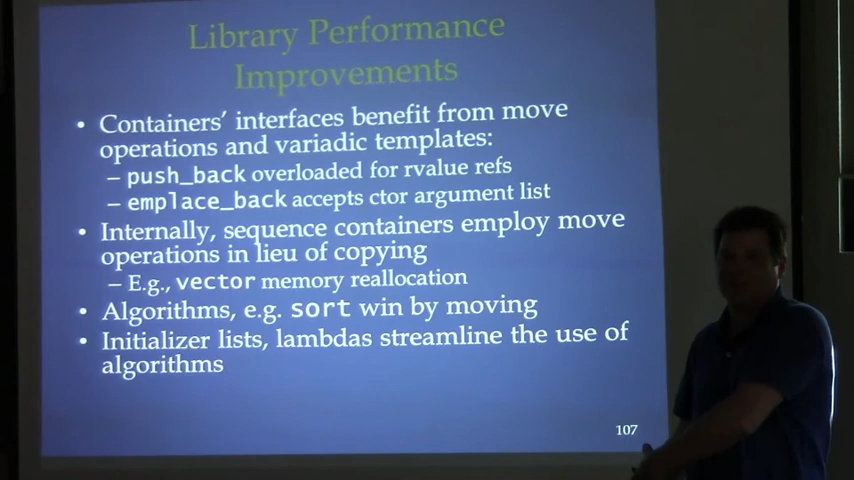 Library Performance
Improvements
• Containers' interfaces benefit from move
operations and variadic templates:
– push_back overloaded for rvalue refs
– emplace_back accepts ctor argument list
• Internally, sequence containers employ move
operations in lieu of copying
– E.g., vector memory reallocation
• Algorithms, e.g. sort win by moving
• Initializer lists, lambdas streamline the use of
algorithms
107